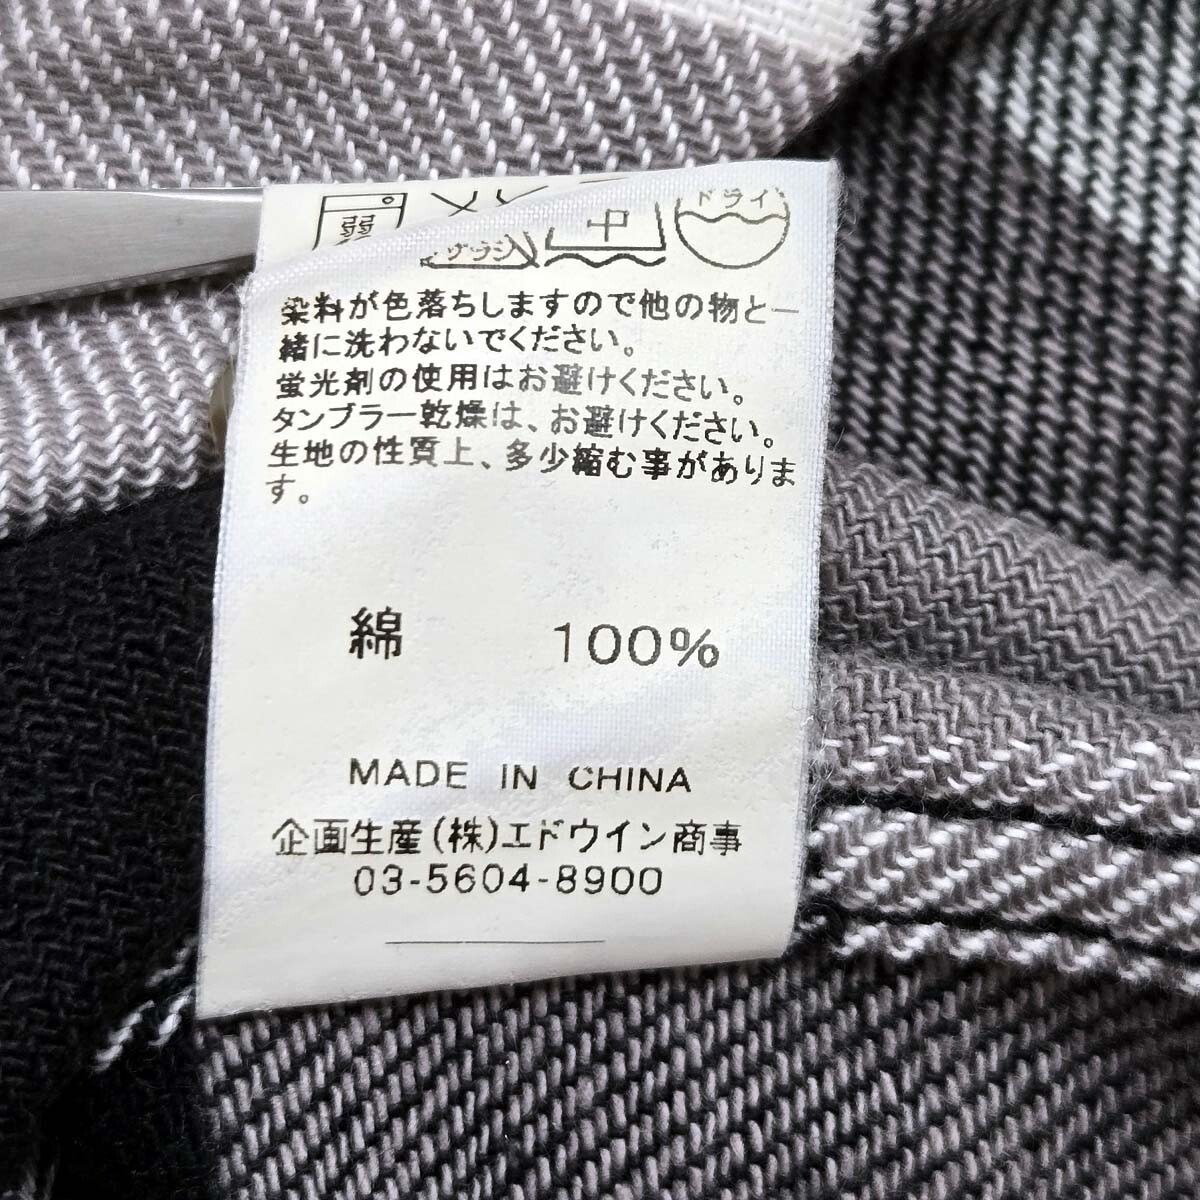 弱 中 ドライ
染料が色落ちしますので他の物と一
緒に洗わないでください。
蛍光剤の使用はお避けください。
タンブラー乾燥は、お避けください。
生地の性質上、多少縮む事がありま
す。
綿 100%
MADE IN CHINA
企画生産(株)エドウイン商事
03-5604-8900